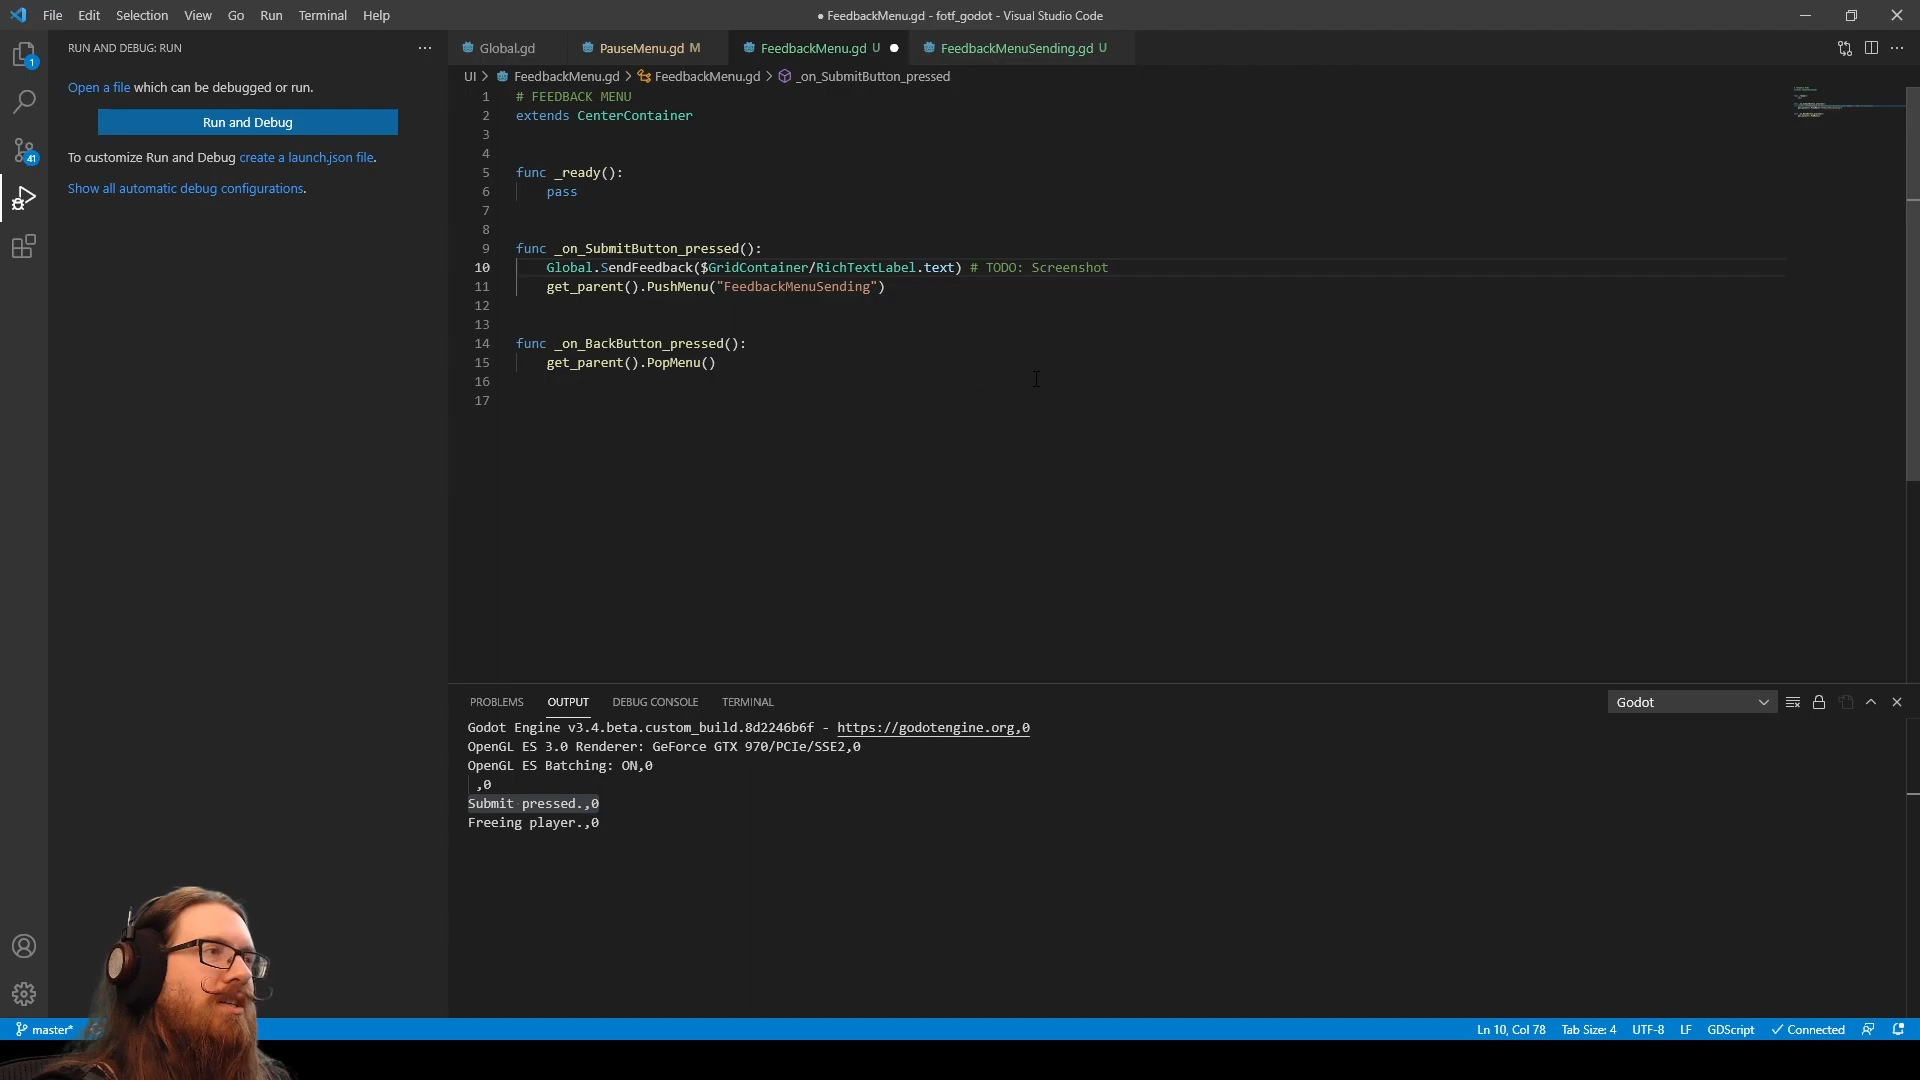 File Edit Selection View Go Run Terminal Help
● FeedbackMenu.gd - fotf_godot - Visual Studio Code
RUN AND DEBUG: RUN
Open a file which can be debugged or run.
Run and Debug
To customize Run and Debug create a launch.json file.
Show all automatic debug configurations.
1
41
Global.gd
PauseMenu.gd M
FeedbackMenu.gd U
FeedbackMenuSending.gd U
UI > FeedbackMenu.gd > FeedbackMenu.gd > _on_SubmitButton_pressed
1 # FEEDBACK MENU
2 extends CenterContainer
3
4
5 func _ready():
6 pass
7
8
9 func _on_SubmitButton_pressed():
10 Global.SendFeedback($GridContainer/RichTextLabel.text) # TODO: Screenshot
11 get_parent().PushMenu("FeedbackMenuSending")
12
13
14 func _on_BackButton_pressed():
15 get_parent().PopMenu()
16
17
PROBLEMS OUTPUT DEBUG CONSOLE TERMINAL
Godot
Godot Engine v3.4.beta.custom_build.8d2246b6f - https://godotengine.org,0
OpenGL ES 3.0 Renderer: GeForce GTX 970/PCIe/SSE2,0
OpenGL ES Batching: ON,0
,0
Submit pressed.,0
Freeing player.,0
master*
Ln 10, Col 78 Tab Size: 4 UTF-8 LF GDScript Connected